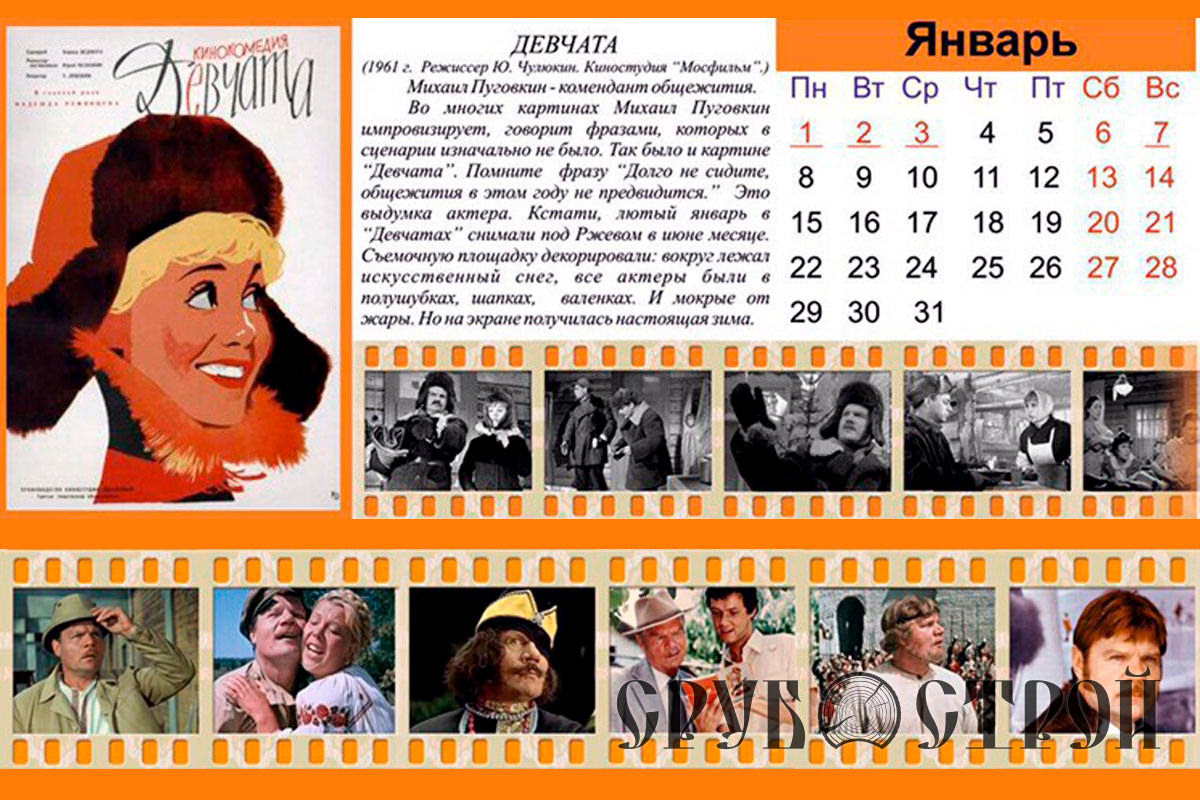 КИНОКОМЕДИЯ
Девчата
В главной роли
НАДЕЖДА РУМЯНЦЕВА
ДЕВЧАТА
(1961 г. Режиссер Ю. Чулюкин. Киностудия “Мосфильм”.)
Михаил Пуговкин - комендант общежития.
Во многих картинах Михаил Пуговкин
импровизирует, говорит фразами, которых в
сценарии изначально не было. Так было и картине
“Девчата”. Помните фразу “Долго не сидите,
общежития в этом году не предвидится.” Это
выдумка актера. Кстати, лютый январь в
“Девчатах” снимали под Ржевом в июне месяце.
Съемочную площадку декорировали: вокруг лежал
искусственный снег, все актеры были в
полушубках, шапках, валенках. И мокрые от
жары. Но на экране получилась настоящая зима.
Январь
Пн Вт Ср Чт Пт Сб Вс
1 2 3 4 5 6 7
8 9 10 11 12 13 14
15 16 17 18 19 20 21
22 23 24 25 26 27 28
29 30 31
СРУБ СТРОЙ